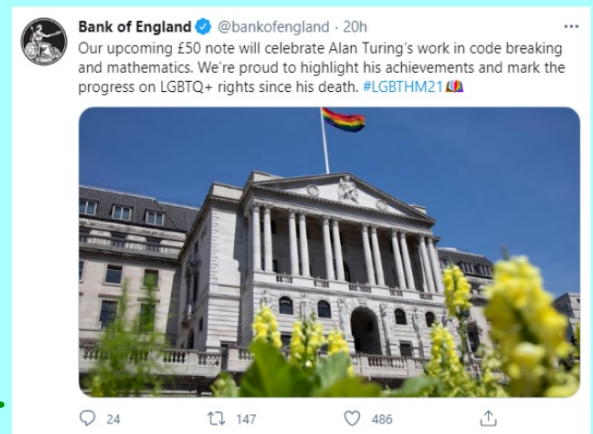 Bank of England @bankofengland · 20h
Our upcoming £50 note will celebrate Alan Turing's work in code breaking
and mathematics. We're proud to highlight his achievements and mark the
progress on LGBTQ+ rights since his death. #LGBTHM21
24 147 486